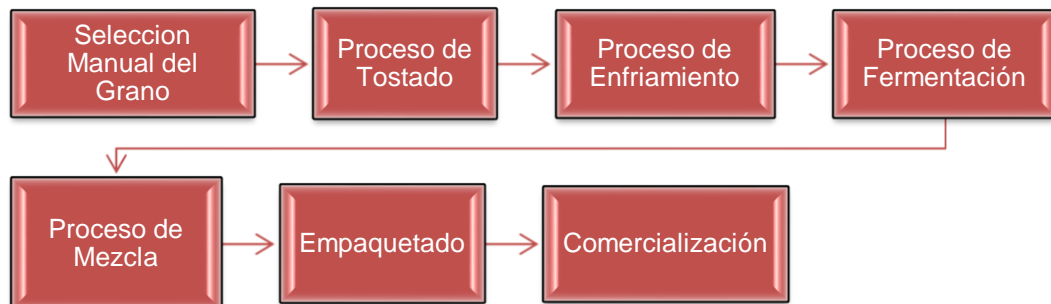 Seleccion
Manual del
Grano
Proceso de
Tostado
Proceso de
Enfriamiento
Proceso de
Fermentación
Proceso de
Mezcla
Empaquetado
Comercialización